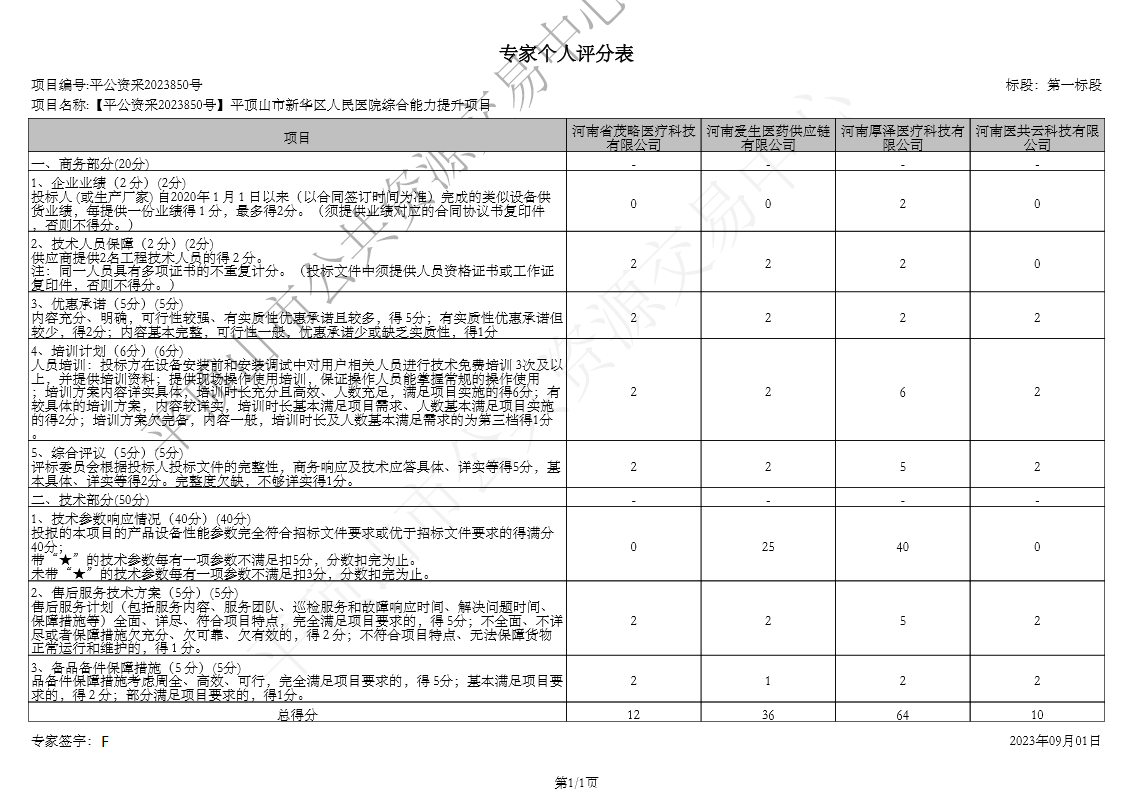 专家个人评分表
项目编号:平公资采2023850号 标段：第一标段
项目名称:【平公资采2023850号】平顶山市新华区人民医院综合能力提升项目
项目 河南省茂略医疗科技有限公司 河南爱生医药供应链有限公司 河南厚泽医疗科技有限公司 河南医共云科技有限公司
一、商务部分(20分) - - - -
1、企业业绩（2 分）(2分)
投标人 (或生产厂家) 自2020年 1 月 1 日以来（以合同签订时间为准）完成的类似设备供
货业绩，每提供一份业绩得 1 分，最多得2分。（须提供业绩对应的合同协议书复印件
，否则不得分。）
0 0 2 0
2、技术人员保障（2 分）(2分)
供应商提供2名工程技术人员的得 2 分。
注：同一人员具有多项证书的不重复计分。（投标文件中须提供人员资格证书或工作证
复印件，否则不得分。）
2 2 2 0
3、优惠承诺（5分）(5分)
内容充分、明确，可行性较强、有实质性优惠承诺且较多，得 5分；有实质性优惠承诺但
较少，得2分；内容基本完整，可行性一般、优惠承诺少或缺乏实质性，得1分
2 2 2 2
4、培训计划（6分）(6分)
人员培训：投标方在设备安装前和安装调试中对用户相关人员进行技术免费培训 3次及以
上，并提供培训资料；提供现场操作使用培训，保证操作人员能掌握常规的操作使用
；培训方案内容详实具体；培训时长充分且高效、人数充足，满足项目实施的得6分；有
较具体的培训方案，内容较详实，培训时长基本满足项目需求、人数基本满足项目实施
的得2分；培训方案欠完备，内容一般，培训时长及人数基本满足需求的为第三档得1分
。
2 2 6 2
5、综合评议（5分）(5分)
评标委员会根据投标人投标文件的完整性，商务响应及技术应答具体、详实等得5分，基
本具体、详实等得2分。完整度欠缺，不够详实得1分。
2 2 5 2
二、技术部分(50分) - - - -
1、技术参数响应情况（40分）(40分)
投报的本项目的产品设备性能参数完全符合招标文件要求或优于招标文件要求的得满分
40分；
带“★”的技术参数每有一项参数不满足扣5分，分数扣完为止。
未带“★”的技术参数每有一项参数不满足扣3分，分数扣完为止。
0 25 40 0
2、售后服务技术方案（5分）(5分)
售后服务计划（包括服务内容、服务团队、巡检服务和故障响应时间、解决问题时间、
保障措施等）全面、详尽、符合项目特点，完全满足项目要求的，得 5分；不全面、不详
尽或者保障措施欠充分、欠可靠、欠有效的，得 2 分；不符合项目特点、无法保障货物
正常运行和维护的，得 1 分。
2 2 5 2
3、备品备件保障措施（5 分）(5分)
品备件保障措施考虑周全、高效、可行，完全满足项目要求的，得 5分；基本满足项目要
求的，得 2 分；部分满足项目要求的，得1分。
2 1 2 2
总得分 12 36 64 10
专家签字： F 2023年09月01日
第1/1页
平顶山市公共资源交易中心
平顶山市公共资源交易中心